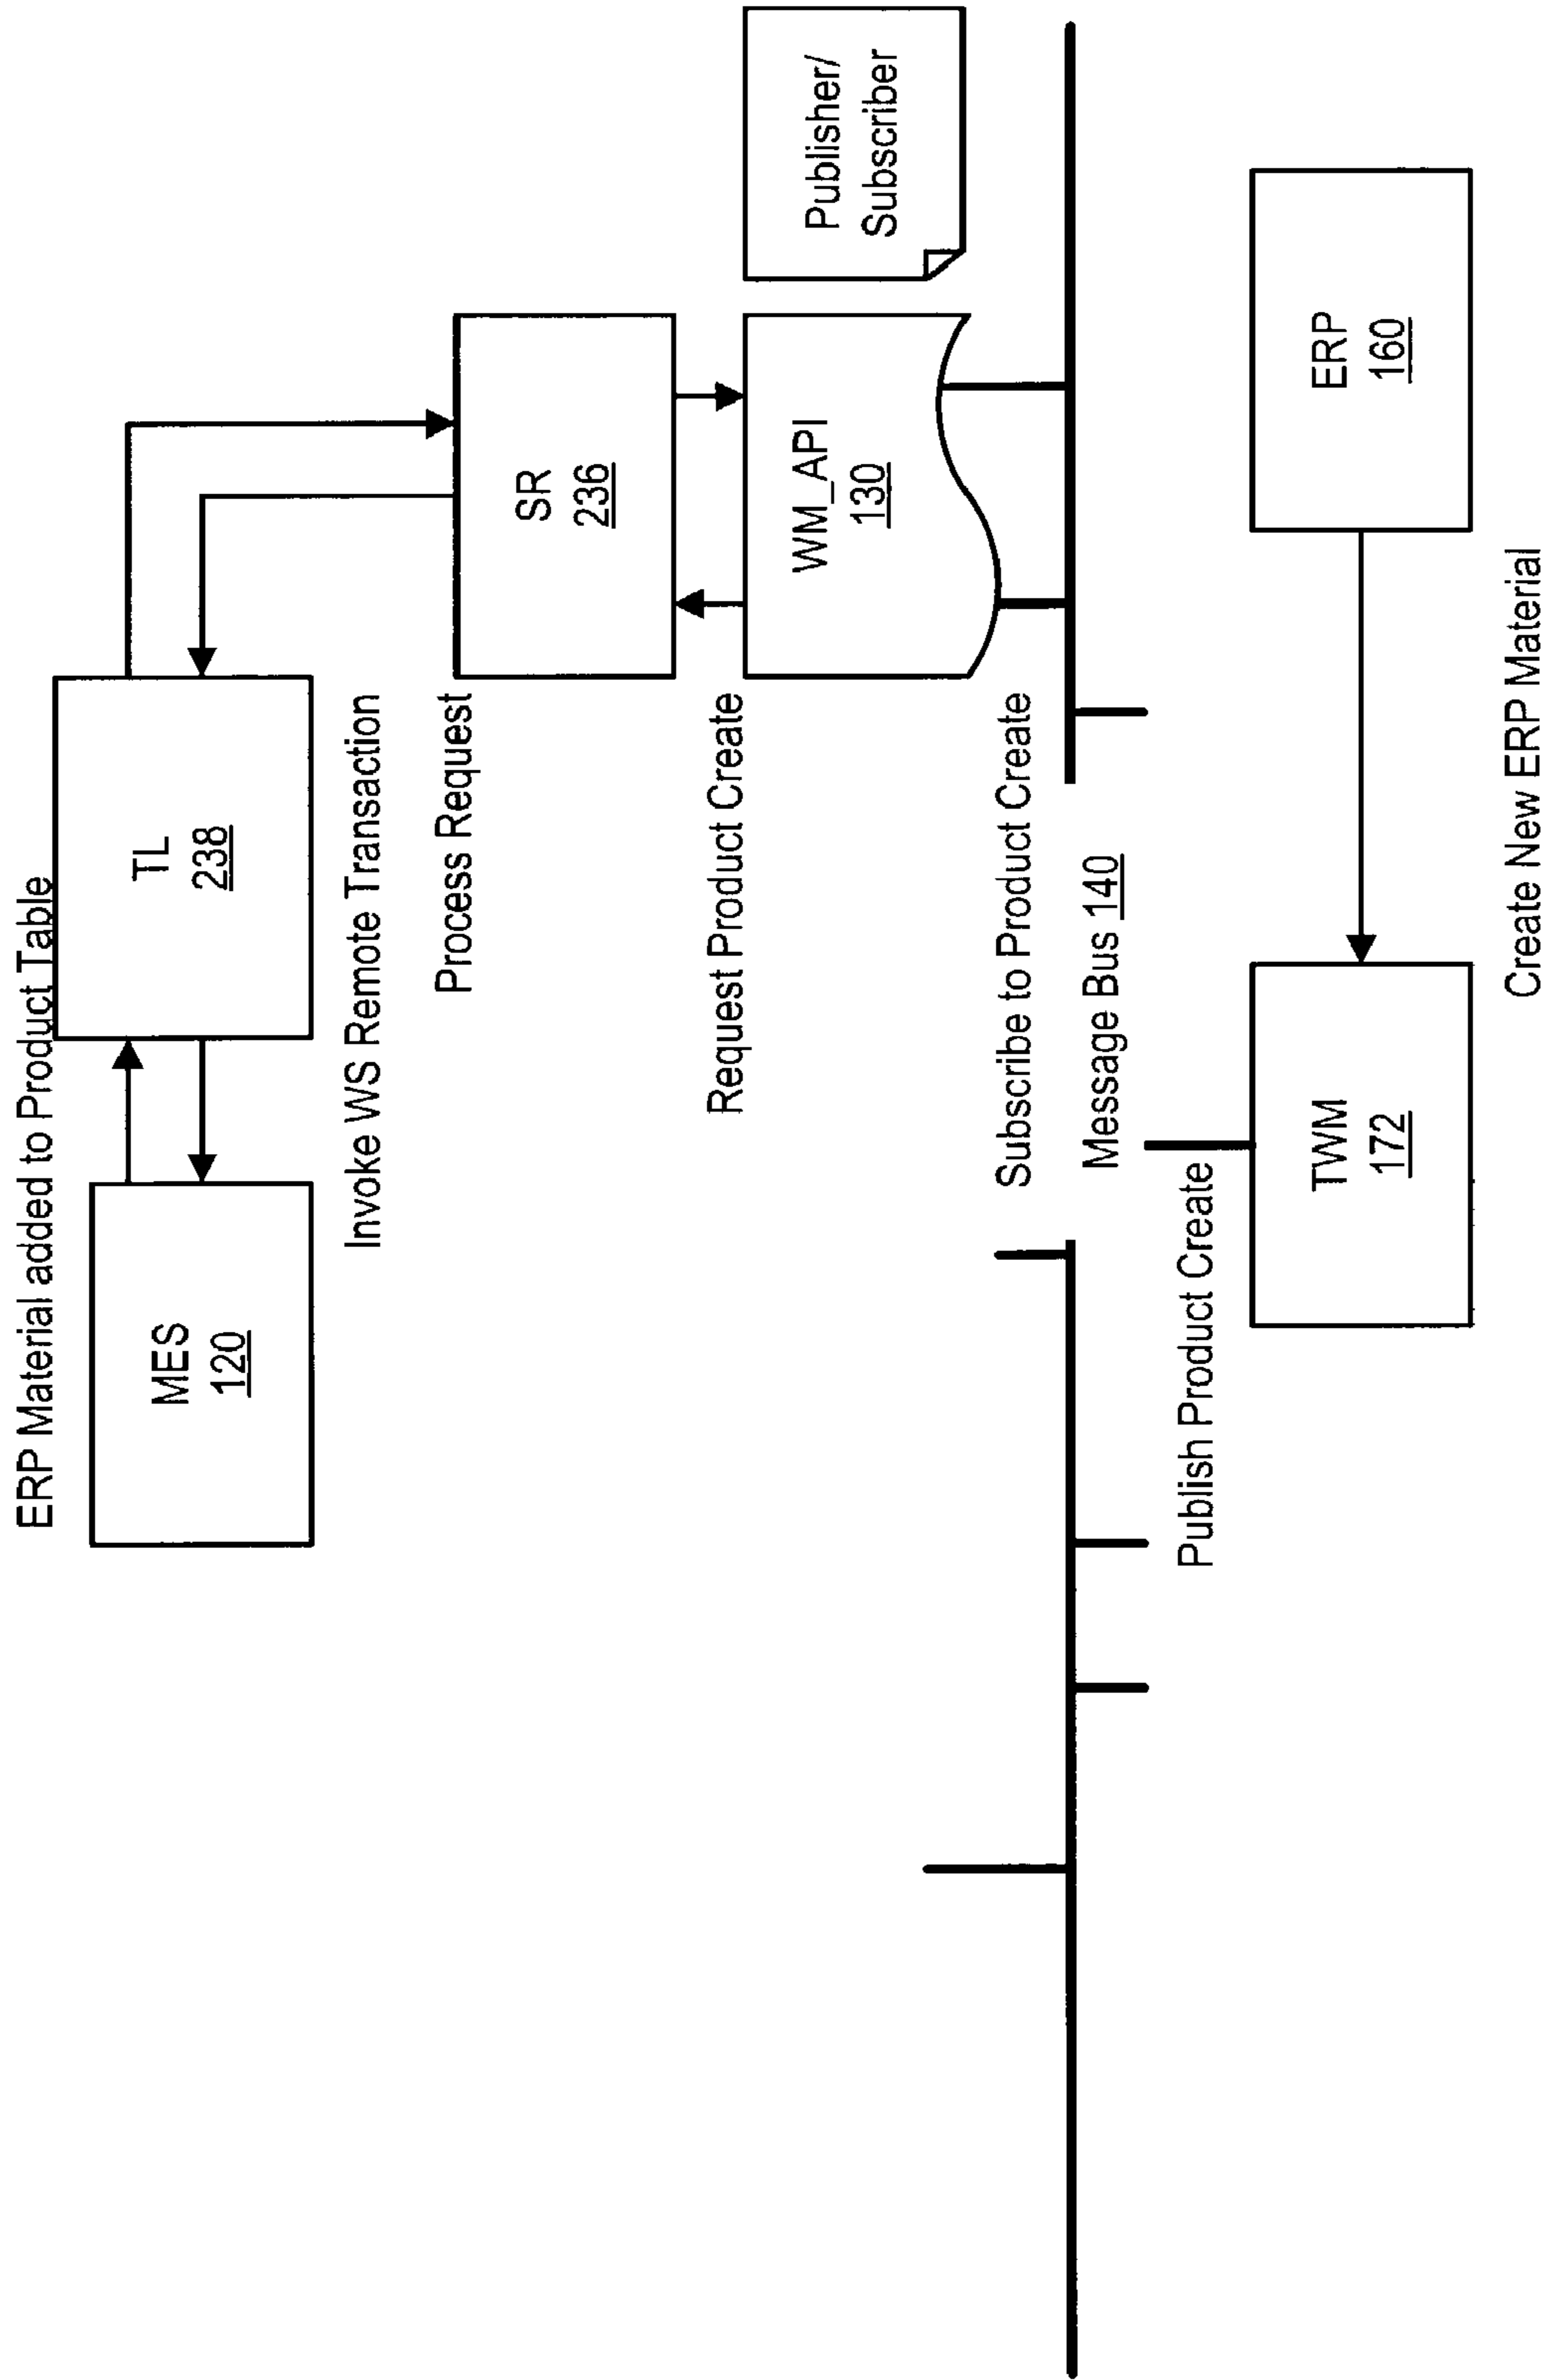 ERP Material added to Product Table
MES
120
TL
238
Invoke WS Remote Transaction
Process Request
SR
236
Request Product Create
WM_API
130
Publisher/
Subscriber
Subscribe to Product Create
Message Bus 140
Publish Product Create
TWM
172
ERP
160
Create New ERP Material